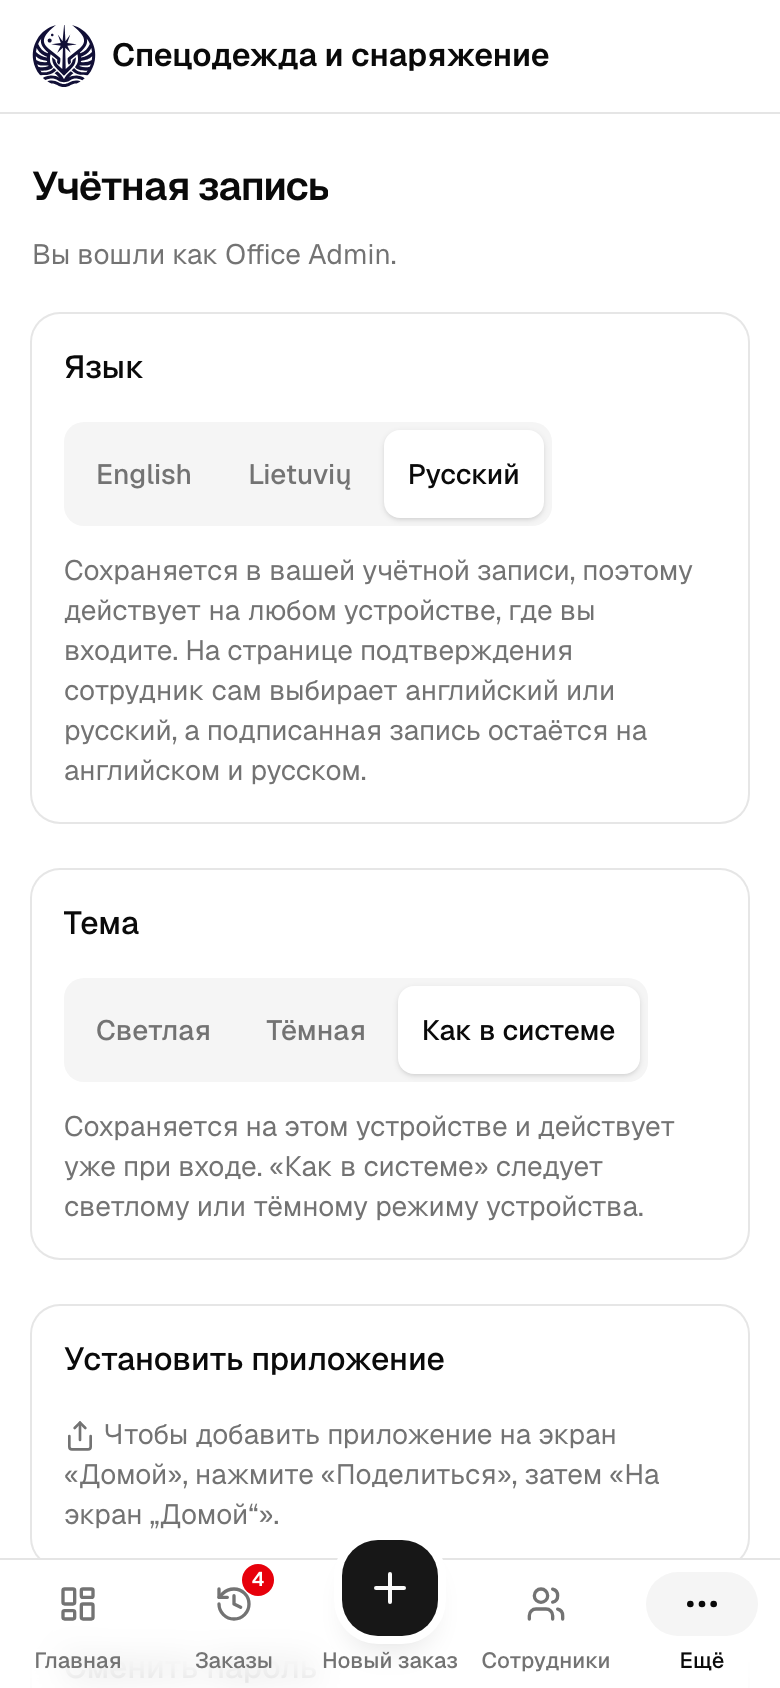 Спецодежда и снаряжение
Учётная запись
Вы вошли как Office Admin.
Язык
English
Lietuvių
Русский
Сохраняется в вашей учётной записи, поэтому
действует на любом устройстве, где вы
входите. На странице подтверждения
сотрудник сам выбирает английский или
русский, а подписанная запись остаётся на
английском и русском.
Тема
Светлая
Тёмная
Как в системе
Сохраняется на этом устройстве и действует
уже при входе. «Как в системе» следует
светлому или тёмному режиму устройства.
Установить приложение
Чтобы добавить приложение на экран
«Домой», нажмите «Поделиться», затем «На
экран „Домой“».
4
Главная
Заказы
Новый заказ
Сотрудники
Ещё